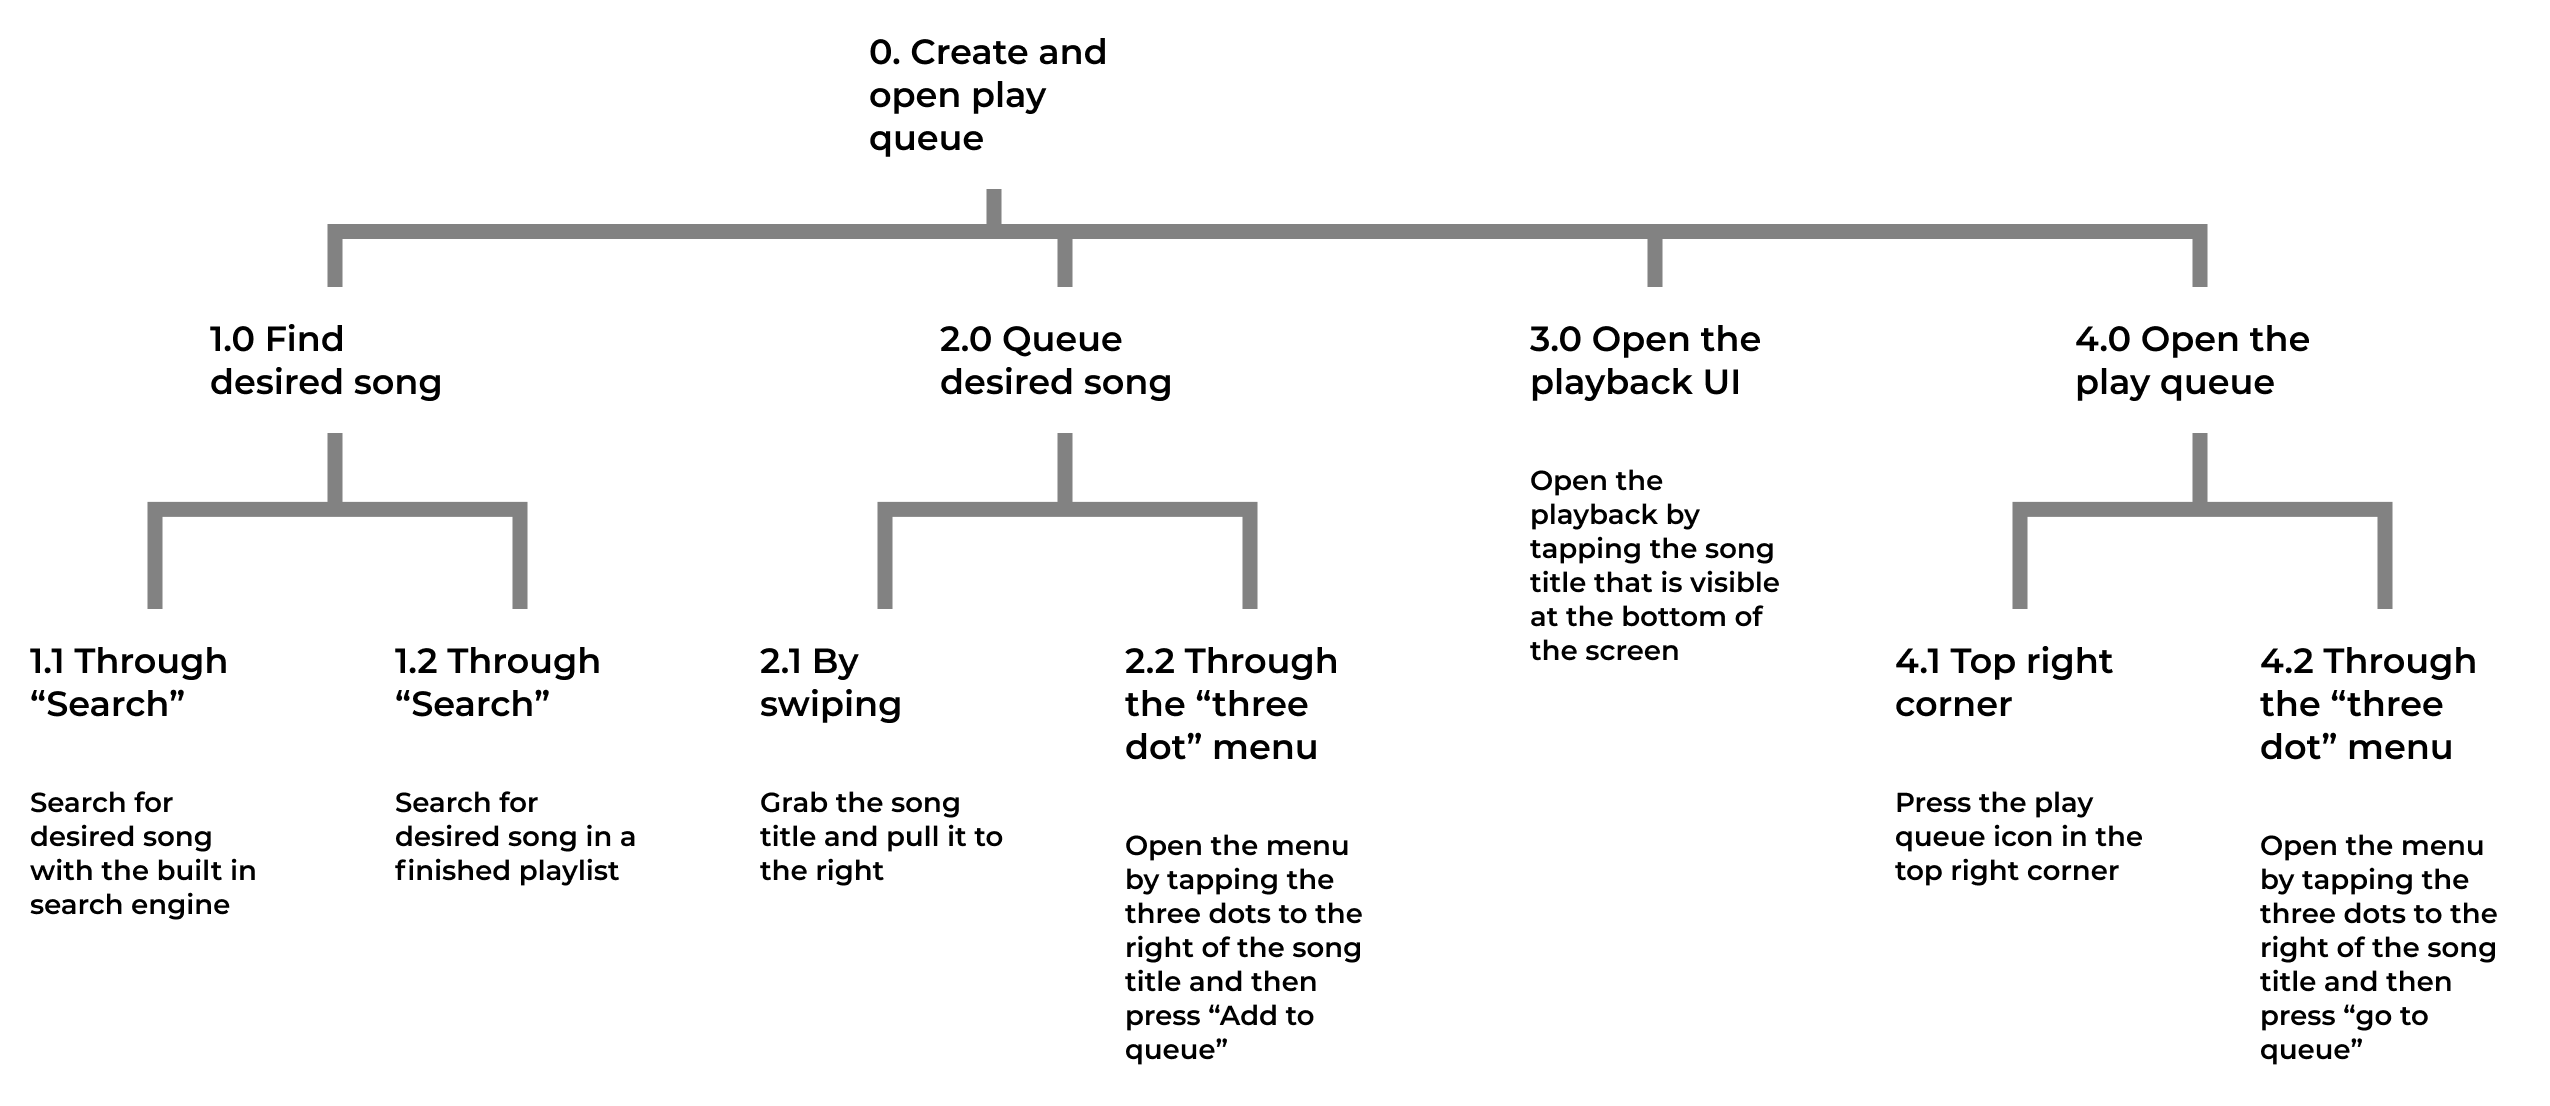 0. Create and
open play
queue
1.0 Find
desired song
2.0 Queue
desired song
3.0 Open the
playback UI
Open the
playback by
tapping the song
title that is visible
at the bottom of
the screen
4.0 Open the
play queue
1.1 Through
“Search”
Search for
desired song
with the built in
search engine
1.2 Through
“Search”
Search for
desired song in a
finished playlist
2.1 By
swiping
Grab the song
title and pull it to
the right
2.2 Through
the “three
dot” menu
Open the menu
by tapping the
three dots to the
right of the song
title and then
press “Add to
queue”
4.1 Top right
corner
Press the play
queue icon in the
top right corner
4.2 Through
the “three
dot” menu
Open the menu
by tapping the
three dots to the
right of the song
title and then
press “go to
queue”